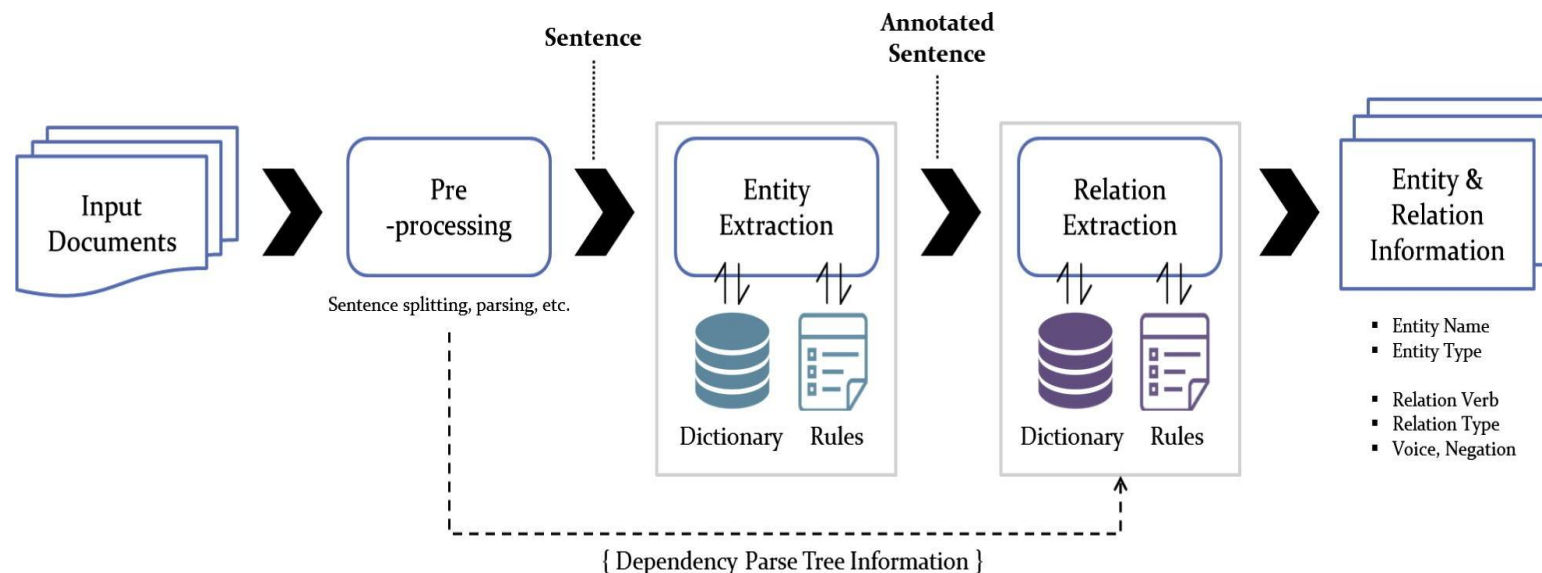 Sentence
Annotated
Sentence
Input
Documents
Pre
-processing
Sentence splitting, parsing, etc.
Entity
Extraction
Dictionary
Rules
Relation
Extraction
Dictionary
Rules
Entity &
Relation
Information
▪ Entity Name
▪ Entity Type
▪ Relation Verb
▪ Relation Type
▪ Voice, Negation
{ Dependency Parse Tree Information }